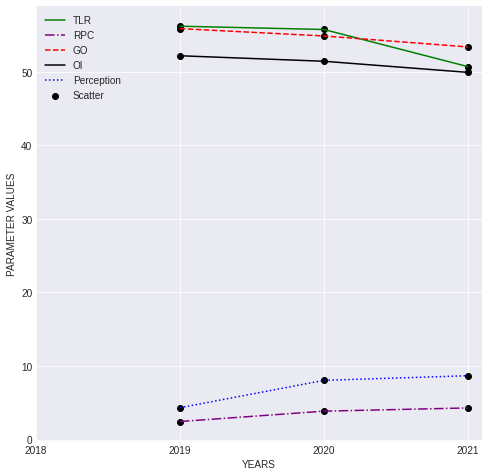 TLR
RPC
GO
OI
Perception
Scatter
50
40
30
20
10
0
PARAMETER VALUES
2018 2019 2020 2021
YEARS